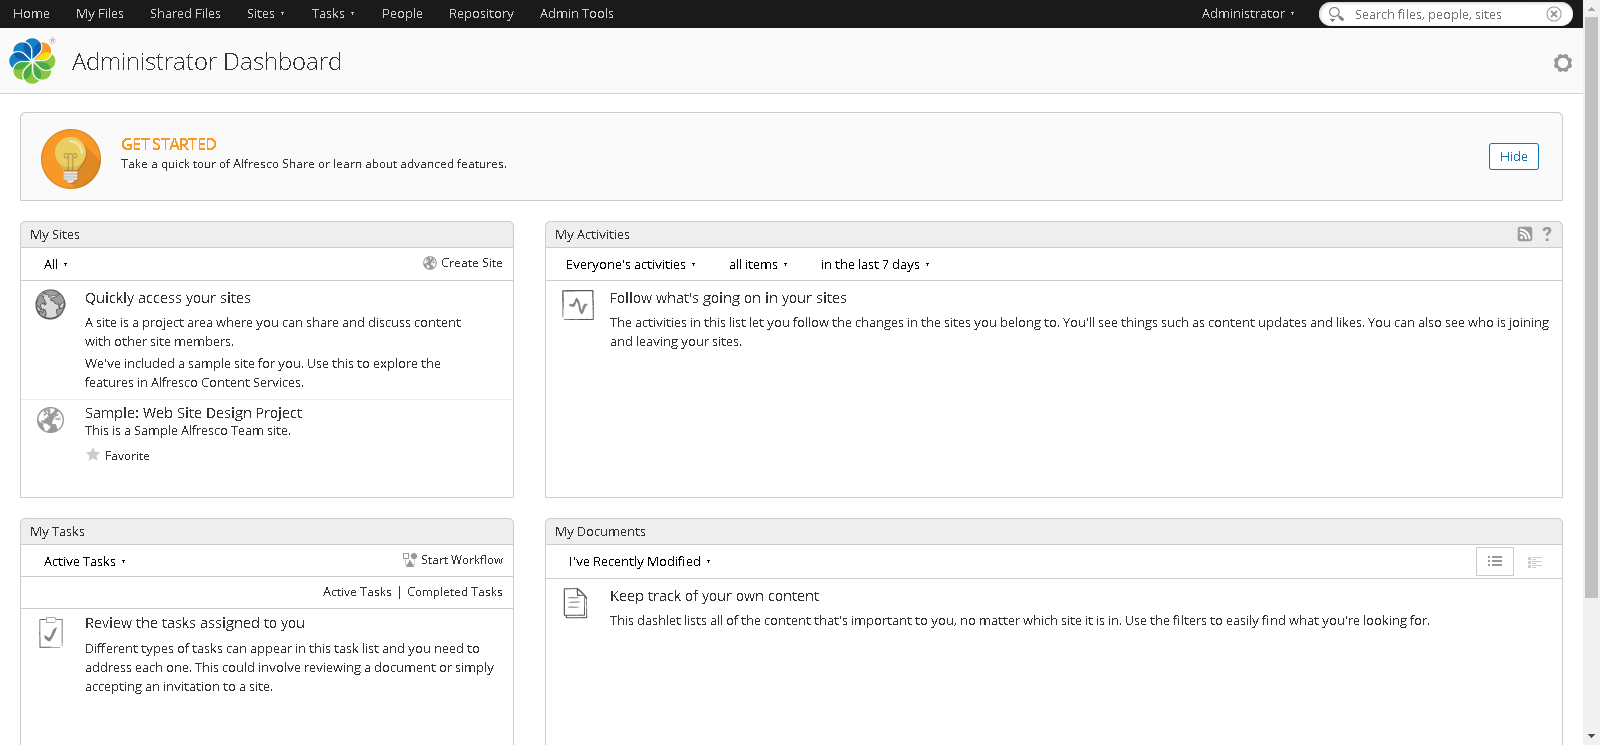 Home My Files Shared Files Sites Tasks People Repository Admin Tools Administrator Search files, people, sites
Administrator Dashboard
GET STARTED
Take a quick tour of Alfresco Share or learn about advanced features.
Hide
My Sites
All Create Site
Quickly access your sites
A site is a project area where you can share and discuss content
with other site members.
We've included a sample site for you. Use this to explore the
features in Alfresco Content Services.
Sample: Web Site Design Project
This is a Sample Alfresco Team site.
Favorite
My Activities ?
Everyone's activities all items in the last 7 days
Follow what's going on in your sites
The activities in this list let you follow the changes in the sites you belong to. You'll see things such as content updates and likes. You can also see who is joining
and leaving your sites.
My Tasks
Active Tasks Start Workflow
Active Tasks | Completed Tasks
Review the tasks assigned to you
Different types of tasks can appear in this task list and you need to
address each one. This could involve reviewing a document or simply
accepting an invitation to a site.
My Documents
I've Recently Modified
Keep track of your own content
This dashlet lists all of the content that's important to you, no matter which site it is in. Use the filters to easily find what you're looking for.